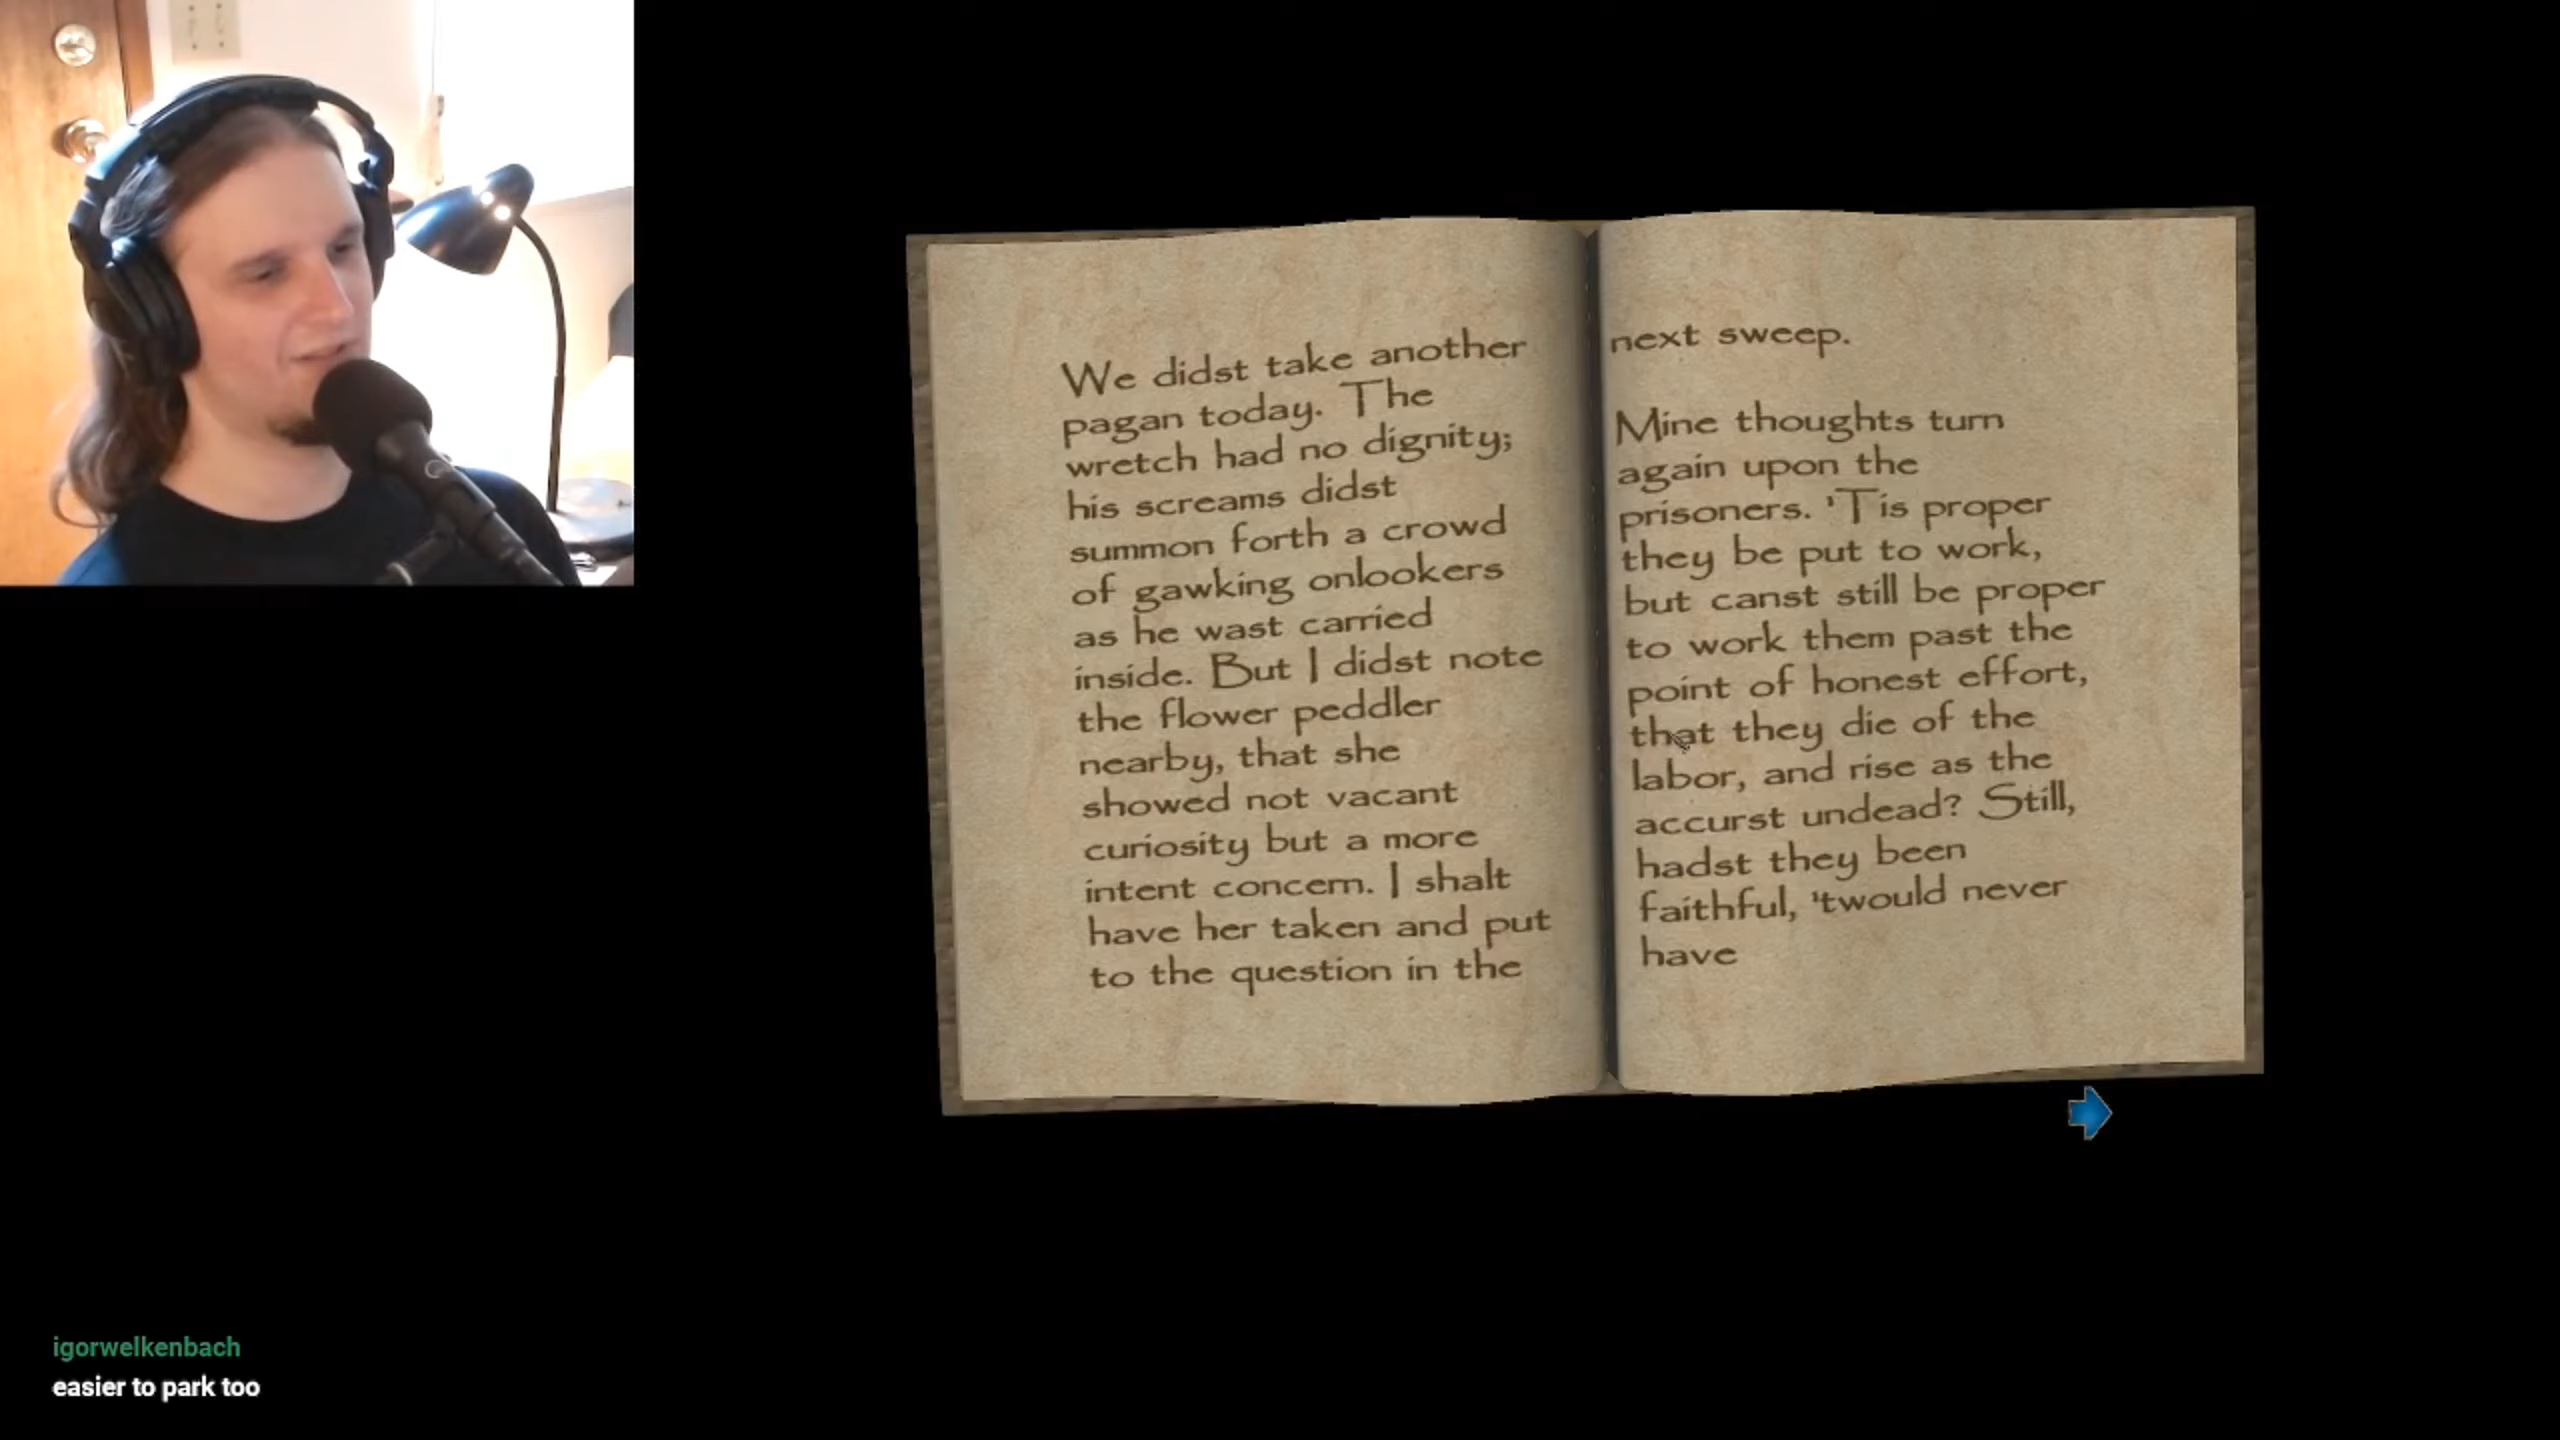 We didst take another
pagan today. The
wretch had no dignity;
his screams didst
summon forth a crowd
of gawking onlookers
as he wast carried
inside. But I didst note
the flower peddler
nearby, that she
showed not vacant
curiosity but a more
intent concern. I shalt
have her taken and put
to the question in the
next sweep.
Mine thoughts turn
again upon the
prisoners. 'Tis proper
they be put to work,
but canst still be proper
to work them past the
point of honest effort,
that they die of the
labor, and rise as the
accurst undead? Still,
hadst they been
faithful, 'twould never
have
igorwelkenbach
easier to park too